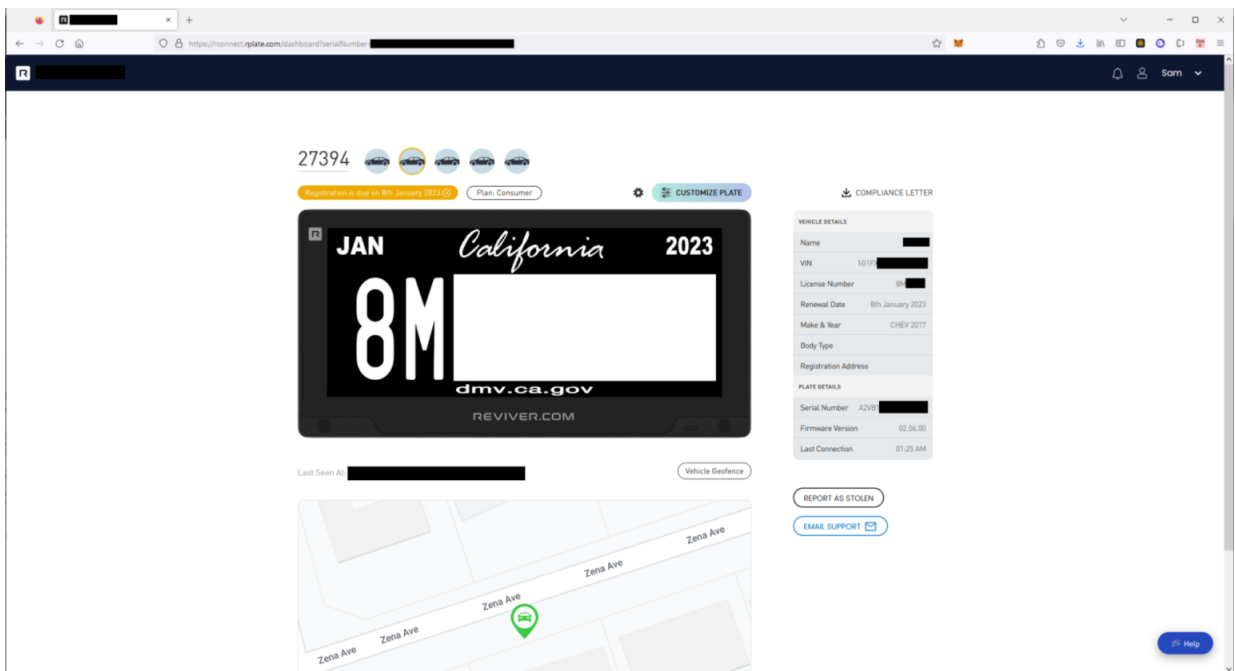 https://rconnect.rplate.com/dashboard?serialNumber
R
Sam
27394
Registration is due on 8th January 2023
Plan: Consumer
CUSTOMIZE PLATE
COMPLIANCE LETTER
R
JAN
California
2023
8M
dmv.ca.gov
REVIVER.COM
VEHICLE DETAILS
Name
VIN 1G1FX
License Number 8M
Renewal Date 8th January 2023
Make & Year CHEV 2017
Body Type
Registration Address
PLATE DETAILS
Serial Number A2VB1
Firmware Version 02.06.00
Last Connection 01:25 AM
Last Seen At:
Vehicle Geofence
REPORT AS STOLEN
EMAIL SUPPORT
Zena Ave
Zena Ave
Zena Ave
Zena Ave
Zena Ave
Help